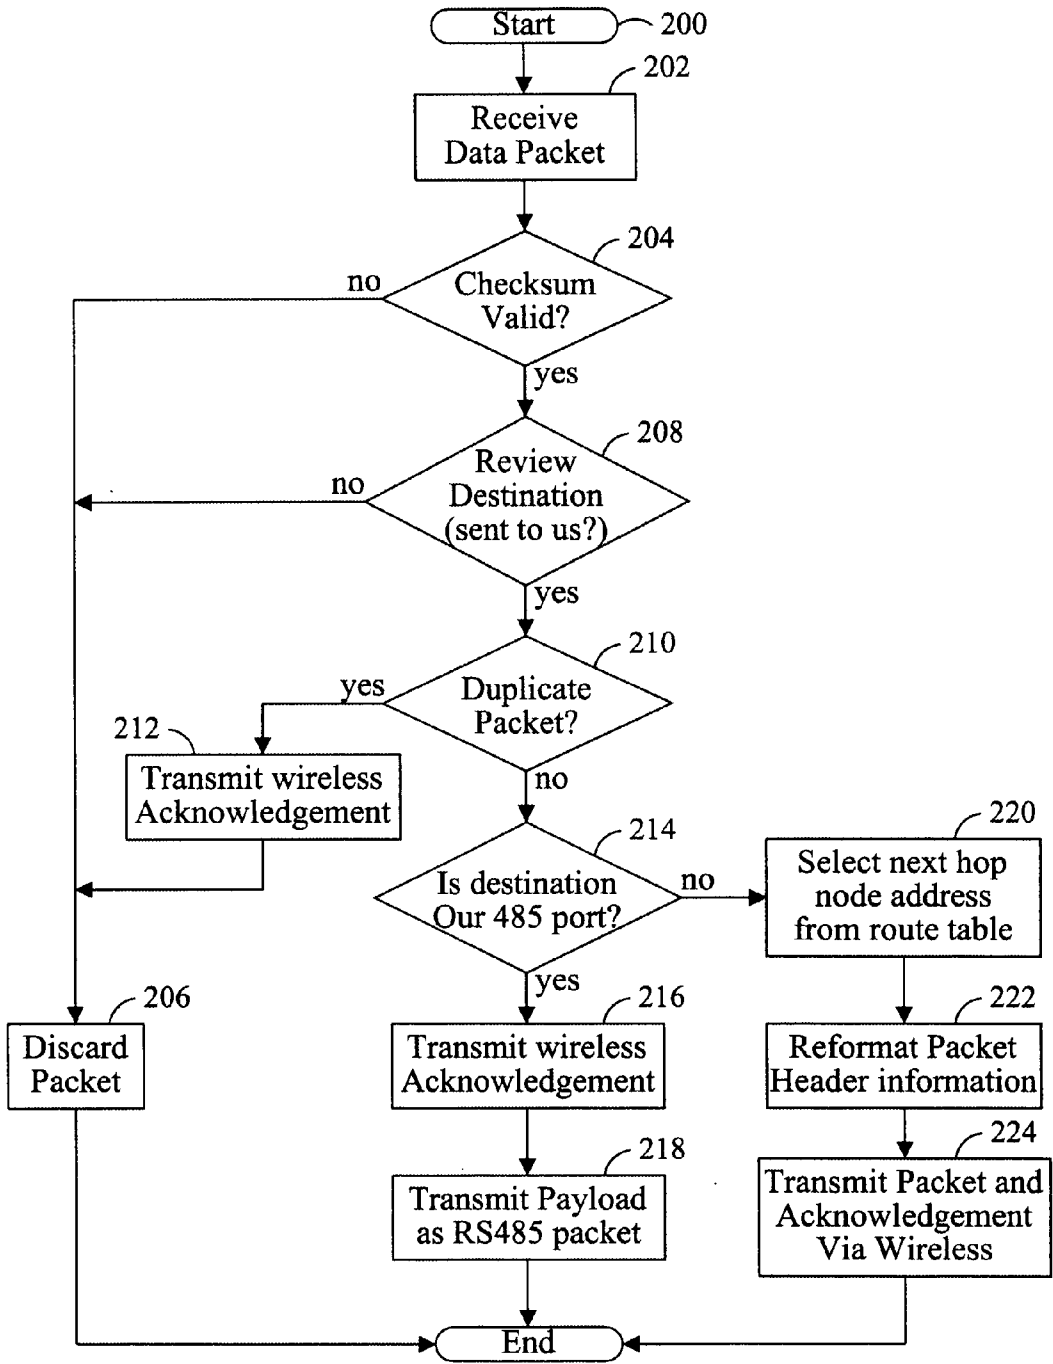 Start
200
202
Receive
Data Packet
204
Checksum
Valid?
no
yes
208
Review
Destination
(sent to us?)
no
yes
210
Duplicate
Packet?
yes
no
212
Transmit wireless
Acknowledgement
214
Is destination
Our 485 port?
no
yes
220
Select next hop
node address
from route table
206
Discard
Packet
216
Transmit wireless
Acknowledgement
222
Reformat Packet
Header information
218
Transmit Payload
as RS485 packet
224
Transmit Packet and
Acknowledgement
Via Wireless
End